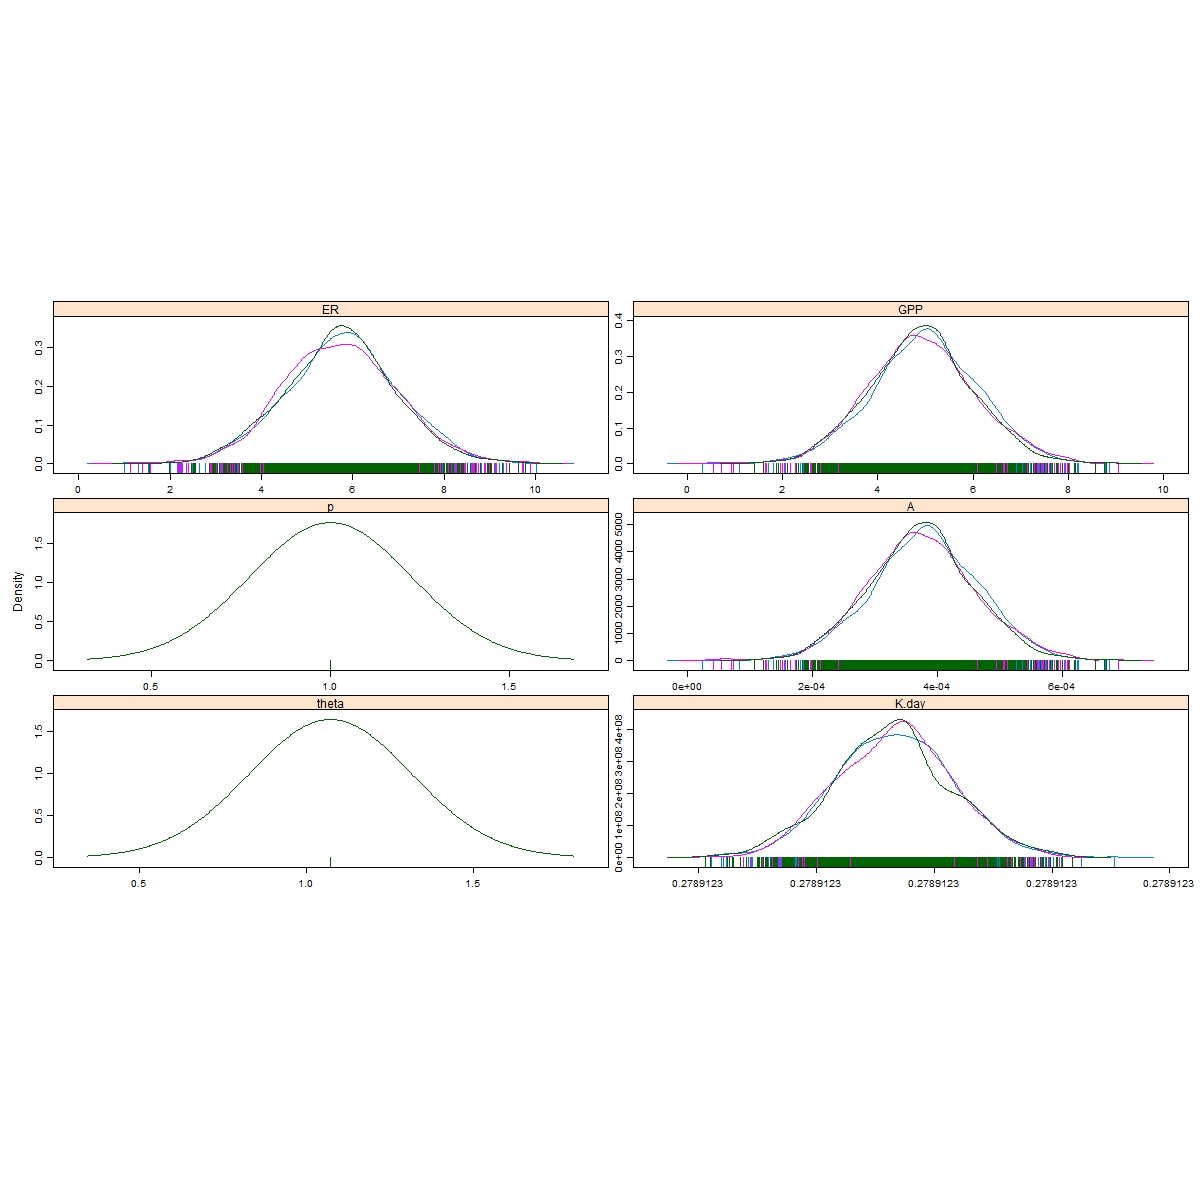 ER
0.0 0.1 0.2 0.3
0 2 4 6 8 10
GPP
0.0 0.1 0.2 0.3 0.4
0 2 4 6 8 10
Density
p
0.0 0.5 1.0 1.5
0.5 1.0 1.5
A
0 1000 2000 3000 4000 5000
0e+00 2e-04 4e-04 6e-04
theta
0.0 0.5 1.0 1.5
0.5 1.0 1.5
K.day
0e+00 1e+08 2e+08 3e+08 4e+08
0.2789123 0.2789123 0.2789123 0.2789123 0.2789123